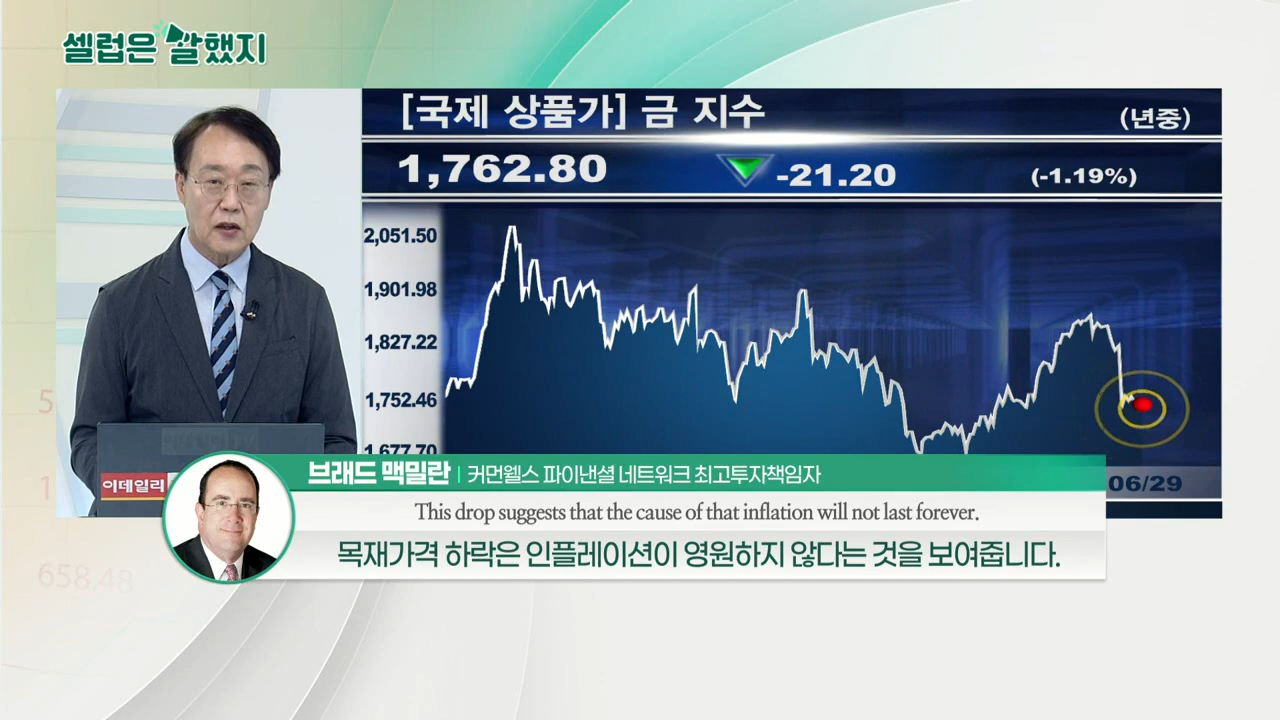 셀럽은 말했지
[국제 상품가] 금 지수
(년중)
1,762.80
-21.20
(-1.19%)
2,051.50
1,901.98
1,827.22
1,752.46
1,677.70
06/29
이데일리
브래드 맥밀란 | 커먼웰스 파이낸셜 네트워크 최고투자책임자
This drop suggests that the cause of that inflation will not last forever.
목재가격 하락은 인플레이션이 영원하지 않다는 것을 보여줍니다.
5
1
658.48